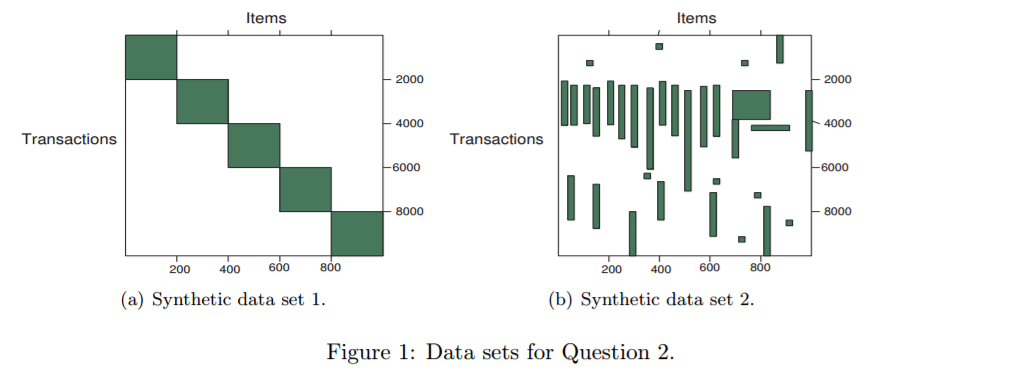 Items
2000
4000
6000
8000
Transactions
200 400 600 800
(a) Synthetic data set 1.
Items
2000
4000
6000
8000
Transactions
200 400 600 800
(b) Synthetic data set 2.
Figure 1: Data sets for Question 2.